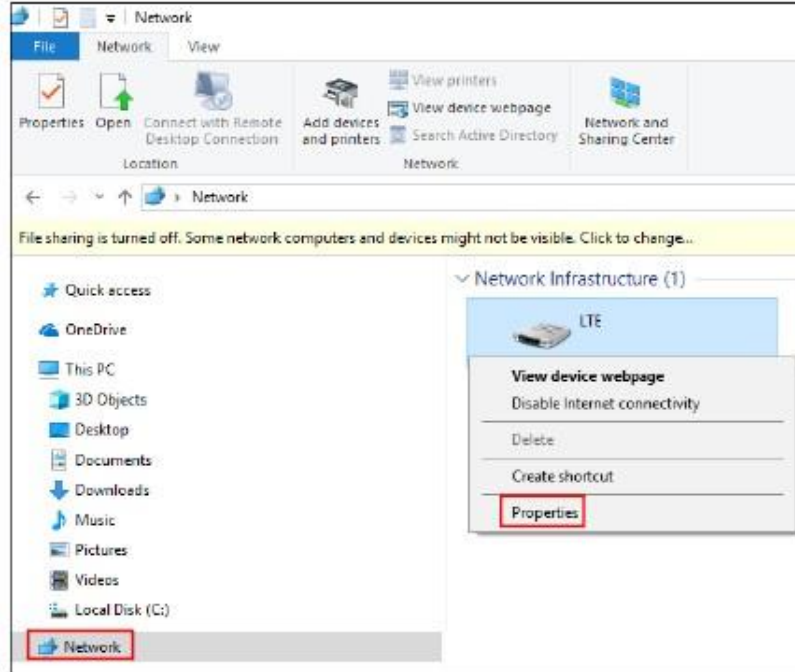 Network
File Network View
Properties Open Connect with Remote Desktop Connection
Add devices and printers
View printers
View device webpage
Search Active Directory
Network and Sharing Center
Location Network
Network
File sharing is turned off. Some network computers and devices might not be visible. Click to change...
Quick access
OneDrive
This PC
3D Objects
Desktop
Documents
Downloads
Music
Pictures
Videos
Local Disk (C:)
Network
Network Infrastructure (1)
LTE
View device webpage
Disable Internet connectivity
Delete
Create shortcut
Properties